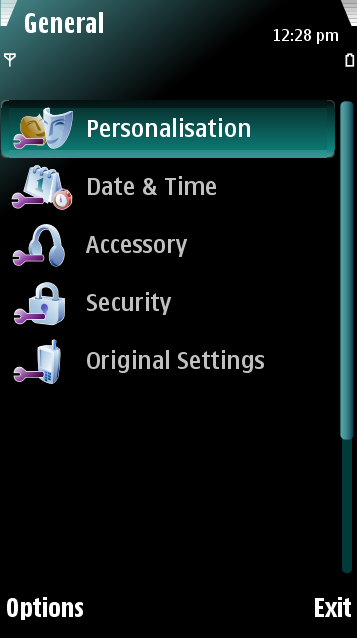 General
12:28 pm
Personalisation
Date & Time
Accessory
Security
Original Settings
Options
Exit